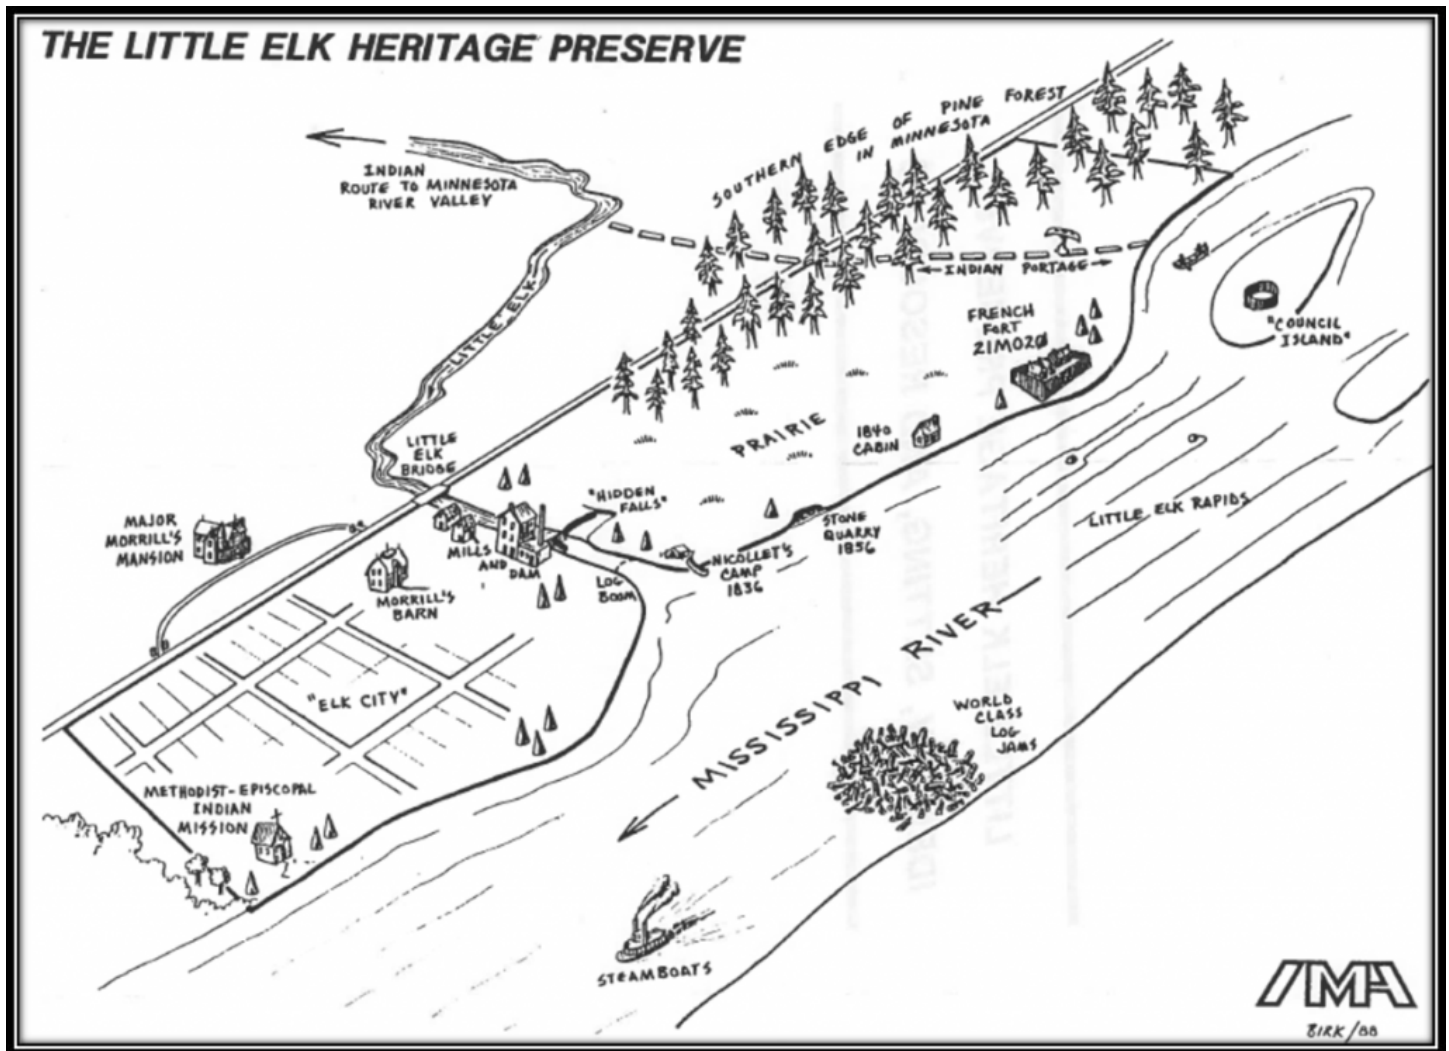 THE LITTLE ELK HERITAGE PRESERVE
SOUTHERN EDGE OF PINE FOREST
IN MINNESOTA
INDIAN
ROUTE TO MINNESOTA
RIVER VALLEY
INDIAN PORTAGE
LITTLE ELK
FRENCH
FORT
21MO20
"COUNCIL
ISLAND"
PRAIRIE
1840
CABIN
LITTLE
ELK
BRIDGE
"HIDDEN
FALLS"
LITTLE ELK RAPIDS
MAJOR
MORRILL'S
MANSION
MILLS
AND DAM
STONE
QUARRY
1856
NICOLLET'S
CAMP
1836
LOG
BOOM
MORRILL'S
BARN
MISSISSIPPI RIVER
"ELK CITY"
WORLD
CLASS
LOG
JAMS
METHODIST-EPISCOPAL
INDIAN
MISSION
STEAMBOATS
IMA
BIRK/88